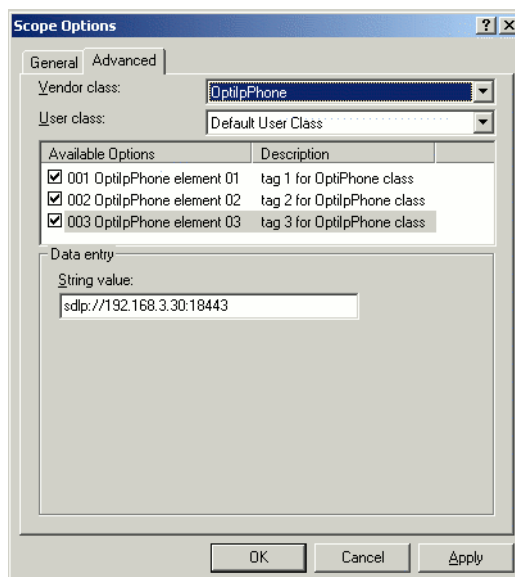 Scope Options
General Advanced
Vendor class: OptiIpPhone
User class: Default User Class
Available Options Description
001 OptiIpPhone element 01 tag 1 for OptiPhone class
002 OptiIpPhone element 02 tag 2 for OptiIpPhone class
003 OptiIpPhone element 03 tag 3 for OptiIpPhone class
Data entry
String value:
sdlp://192.168.3.30:18443
OK Cancel Apply